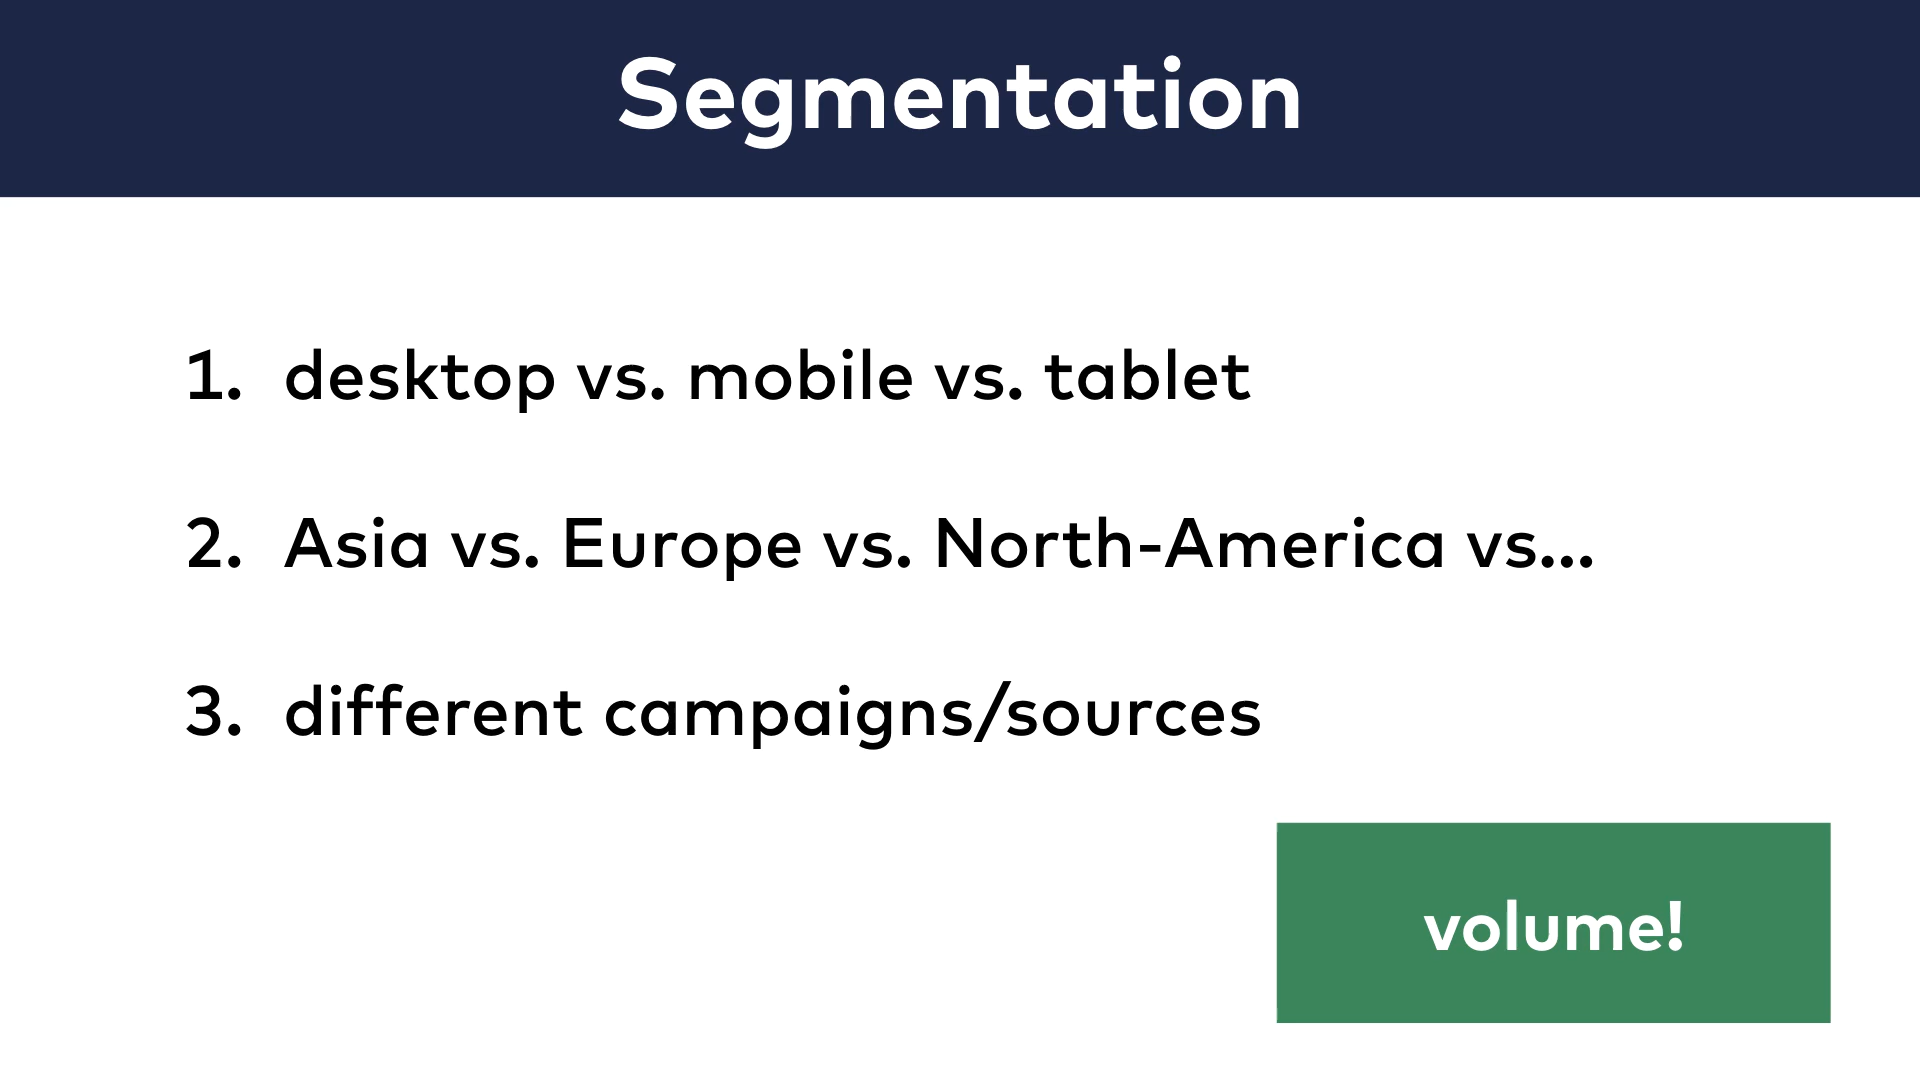 Segmentation
1. desktop vs. mobile vs. tablet
2. Asia vs. Europe vs. North-America vs...
3. different campaigns/sources
volume!